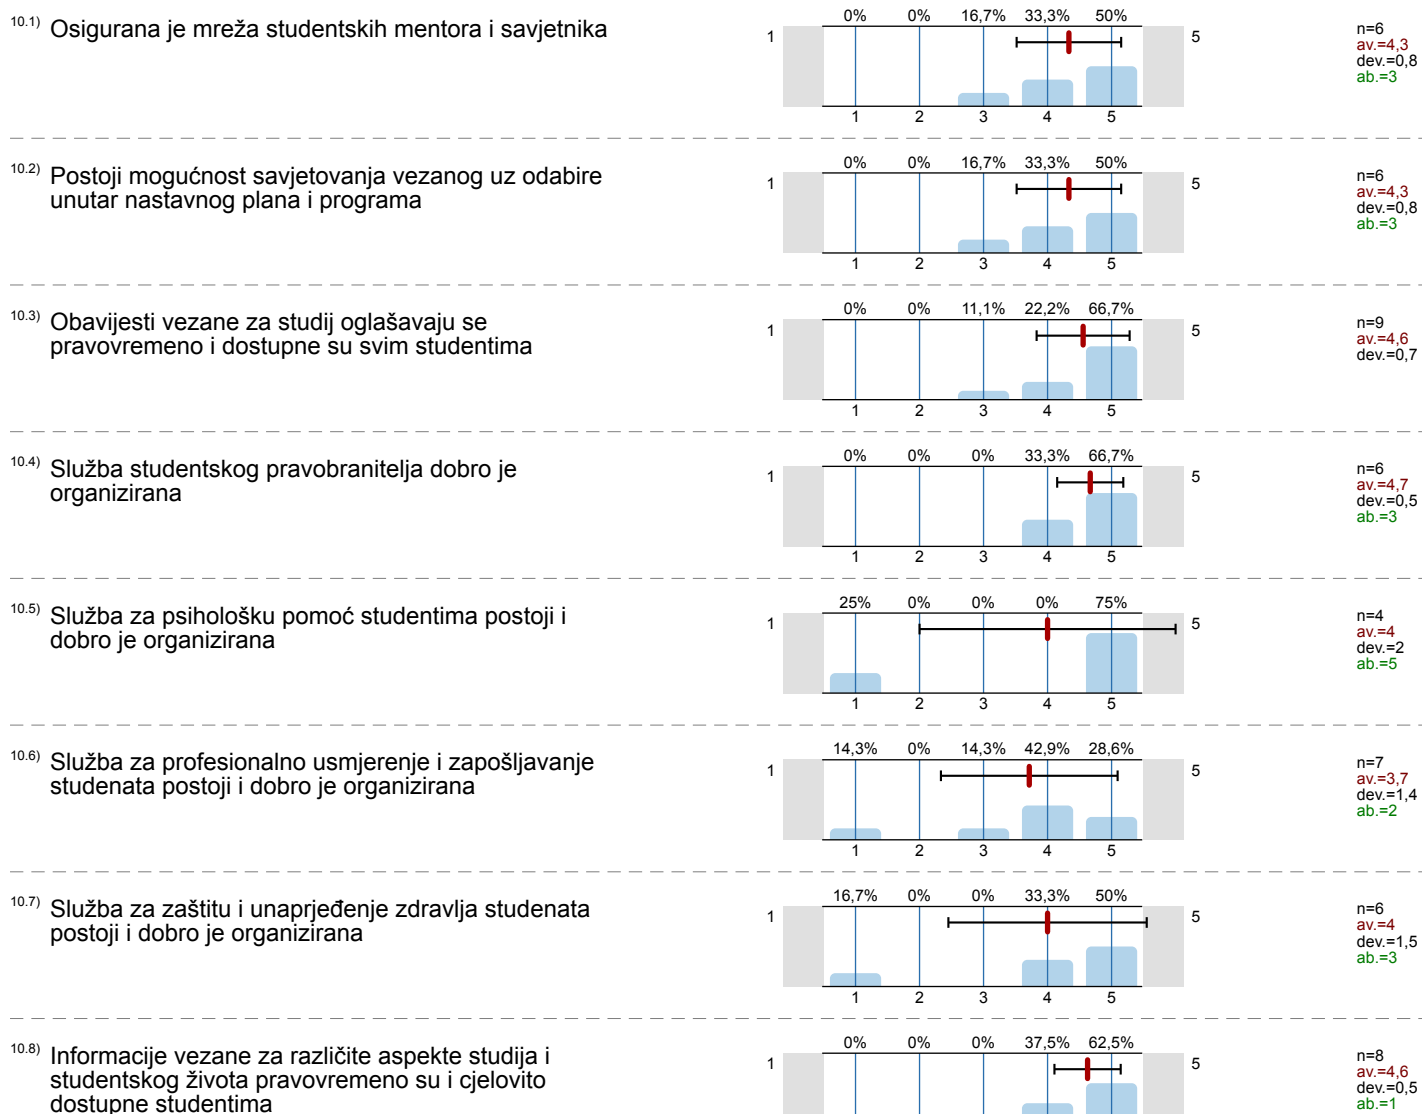 10.1) Osigurana je mreža studentskih mentora i savjetnika
0% 0% 16,7% 33,3% 50%
1 5
1 2 3 4 5
n=6
av.=4,3
dev.=0,8
ab.=3
10.2) Postoji mogućnost savjetovanja vezanog uz odabire
unutar nastavnog plana i programa
0% 0% 16,7% 33,3% 50%
1 5
1 2 3 4 5
n=6
av.=4,3
dev.=0,8
ab.=3
10.3) Obavijesti vezane za studij oglašavaju se
pravovremeno i dostupne su svim studentima
0% 0% 11,1% 22,2% 66,7%
1 5
1 2 3 4 5
n=9
av.=4,6
dev.=0,7
10.4) Služba studentskog pravobranitelja dobro je
organizirana
0% 0% 0% 33,3% 66,7%
1 5
1 2 3 4 5
n=6
av.=4,7
dev.=0,5
ab.=3
10.5) Služba za psihološku pomoć studentima postoji i
dobro je organizirana
25% 0% 0% 0% 75%
1 5
1 2 3 4 5
n=4
av.=4
dev.=2
ab.=5
10.6) Služba za profesionalno usmjerenje i zapošljavanje
studenata postoji i dobro je organizirana
14,3% 0% 14,3% 42,9% 28,6%
1 5
1 2 3 4 5
n=7
av.=3,7
dev.=1,4
ab.=2
10.7) Služba za zaštitu i unaprjeđenje zdravlja studenata
postoji i dobro je organizirana
16,7% 0% 0% 33,3% 50%
1 5
1 2 3 4 5
n=6
av.=4
dev.=1,5
ab.=3
10.8) Informacije vezane za različite aspekte studija i
studentskog života pravovremeno su i cjelovito
dostupne studentima
0% 0% 0% 37,5% 62,5%
1 5
n=8
av.=4,6
dev.=0,5
ab.=1